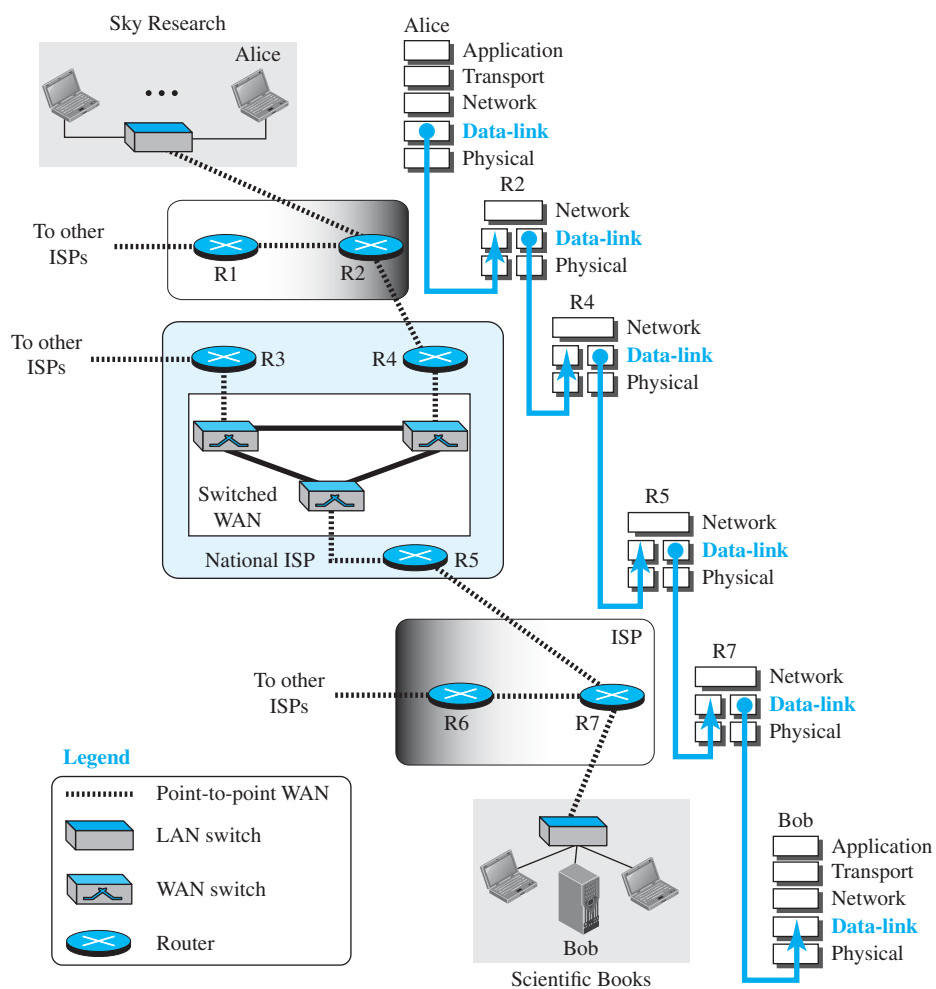 Sky Research
Alice
Alice
Application
Transport
Network
Data-link
Physical
R2
Network
Data-link
Physical
To other
ISPs
R1
R2
R4
Network
Data-link
Physical
To other
ISPs
R3
R4
Switched
WAN
National ISP
R5
R5
Network
Data-link
Physical
ISP
To other
ISPs
R6
R7
R7
Network
Data-link
Physical
Legend
Point-to-point WAN
LAN switch
WAN switch
Router
Bob
Scientific Books
Bob
Application
Transport
Network
Data-link
Physical